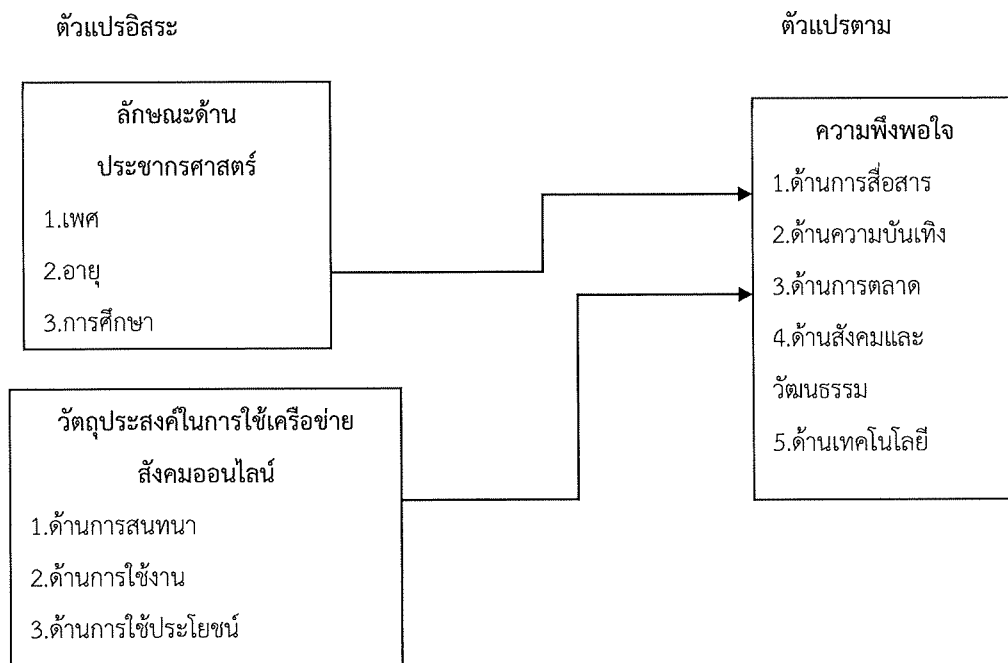 ตัวแปรอิสระ
ตัวแปรตาม
ลักษณะด้าน
ประชากรศาสตร์
1.เพศ
2.อายุ
3.การศึกษา
วัตถุประสงค์ในการใช้เครือข่าย
สังคมออนไลน์
1.ด้านการสนทนา
2.ด้านการใช้งาน
3.ด้านการใช้ประโยชน์
ความพึงพอใจ
1.ด้านการสื่อสาร
2.ด้านความบันเทิง
3.ด้านการตลาด
4.ด้านสังคมและ
วัฒนธรรม
5.ด้านเทคโนโลยี